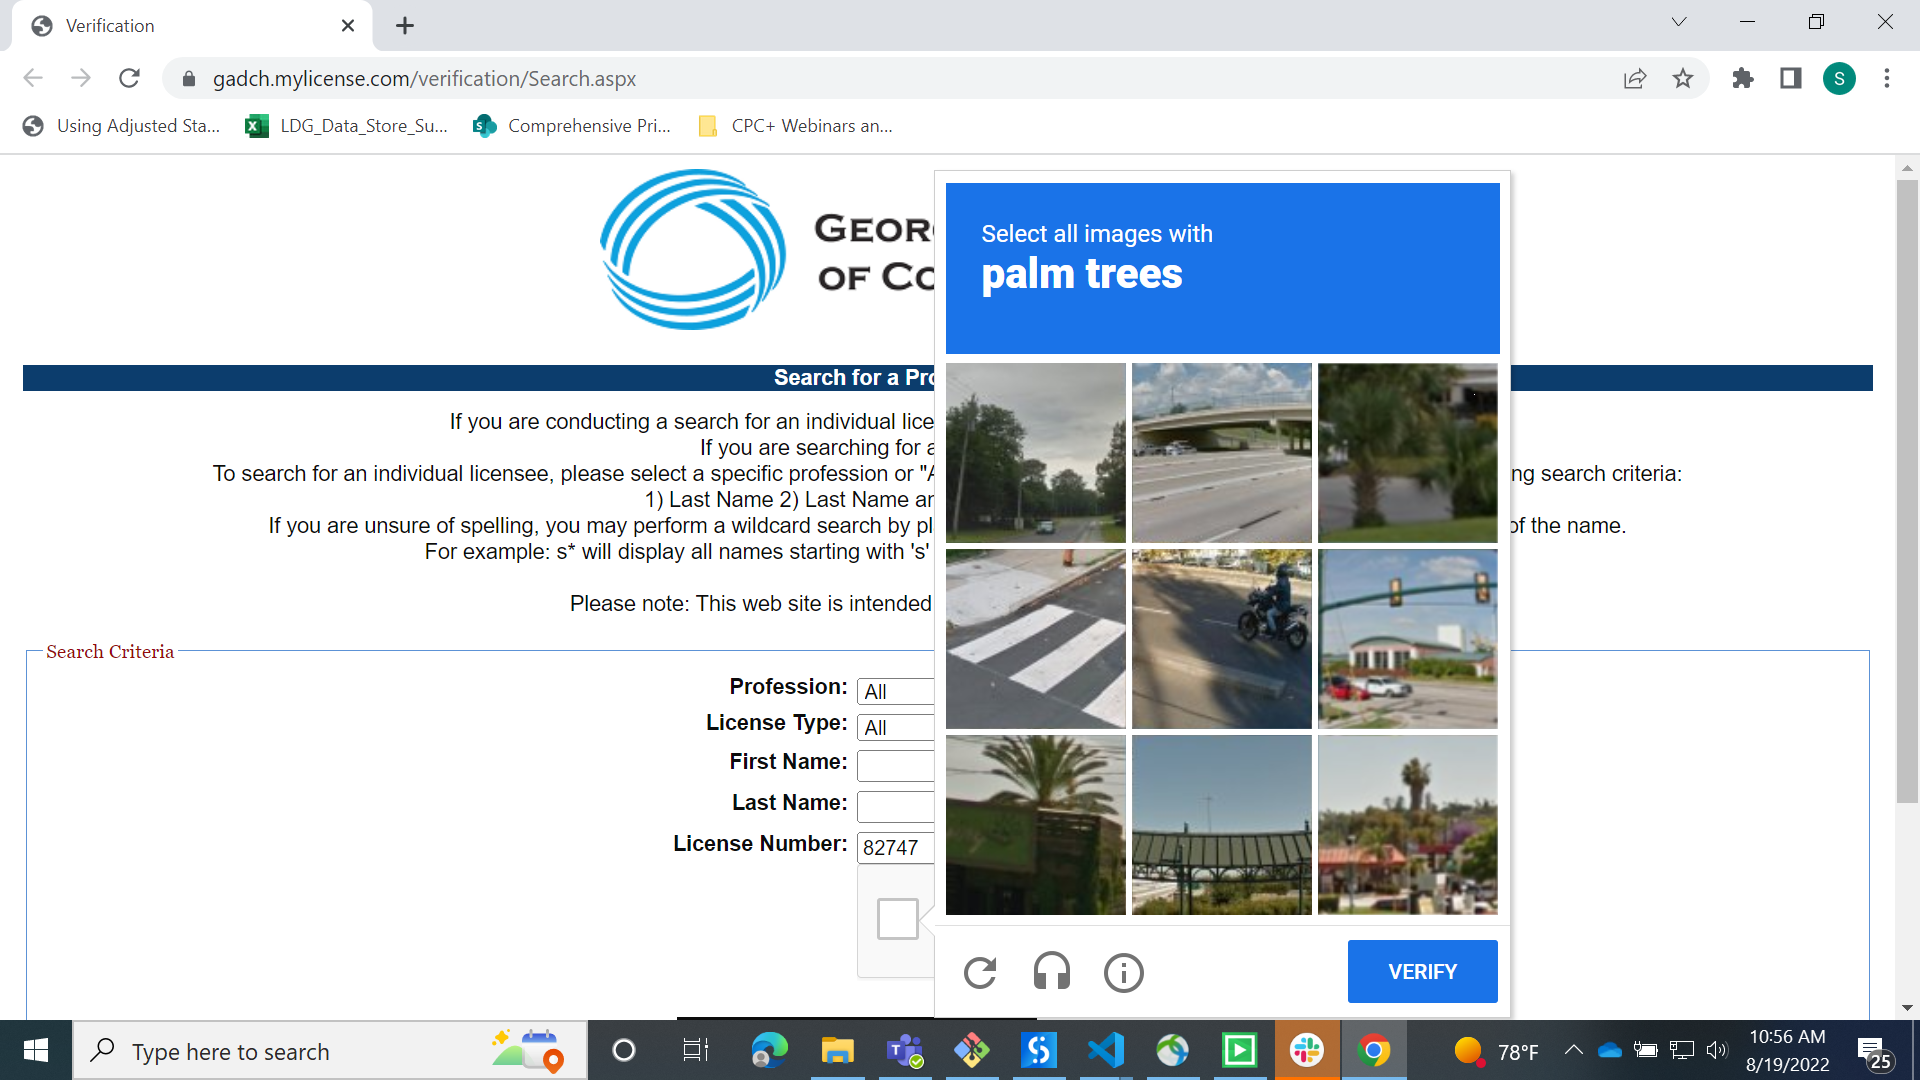 Verification
gadch.mylicense.com/verification/Search.aspx
S
Using Adjusted Sta...
LDG_Data_Store_Su...
Comprehensive Pri...
CPC+ Webinars an...
GEOR
OF CO
Search for a Pro
If you are conducting a search for an individual lice
If you are searching for a
To search for an individual licensee, please select a specific profession or "A
ng search criteria:
1) Last Name 2) Last Name an
If you are unsure of spelling, you may perform a wildcard search by pl
of the name.
For example: s* will display all names starting with 's'
Please note: This web site is intended
Search Criteria
Profession:
All
License Type:
All
First Name:
Last Name:
License Number:
82747
Select all images with
palm trees
VERIFY
Type here to search
78°F
10:56 AM
8/19/2022
25